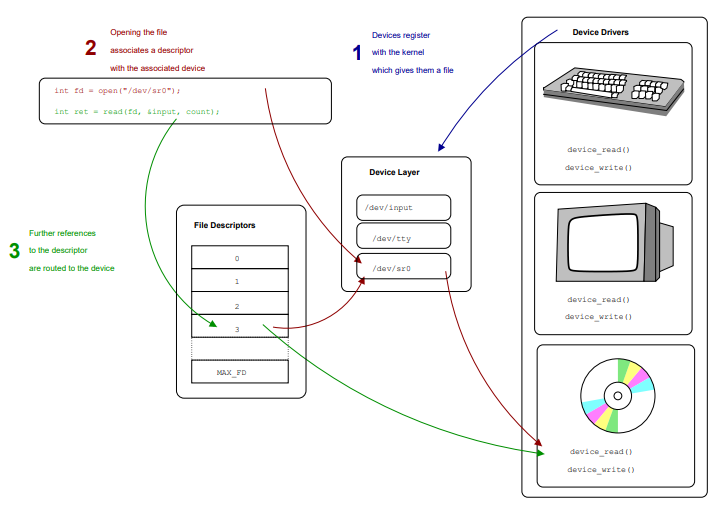 2
Opening the file
associates a descriptor
with the associated device
int fd = open("/dev/sr0");
int ret = read(fd, &input, count);
1
Devices register
with the kernel
which gives them a file
Device Drivers
device_read()
device_write()
device_read()
device_write()
device_read()
device_write()
Device Layer
/dev/input
/dev/tty
/dev/sr0
File Descriptors
0
1
2
3
MAX_FD
3
Further references
to the descriptor
are routed to the device